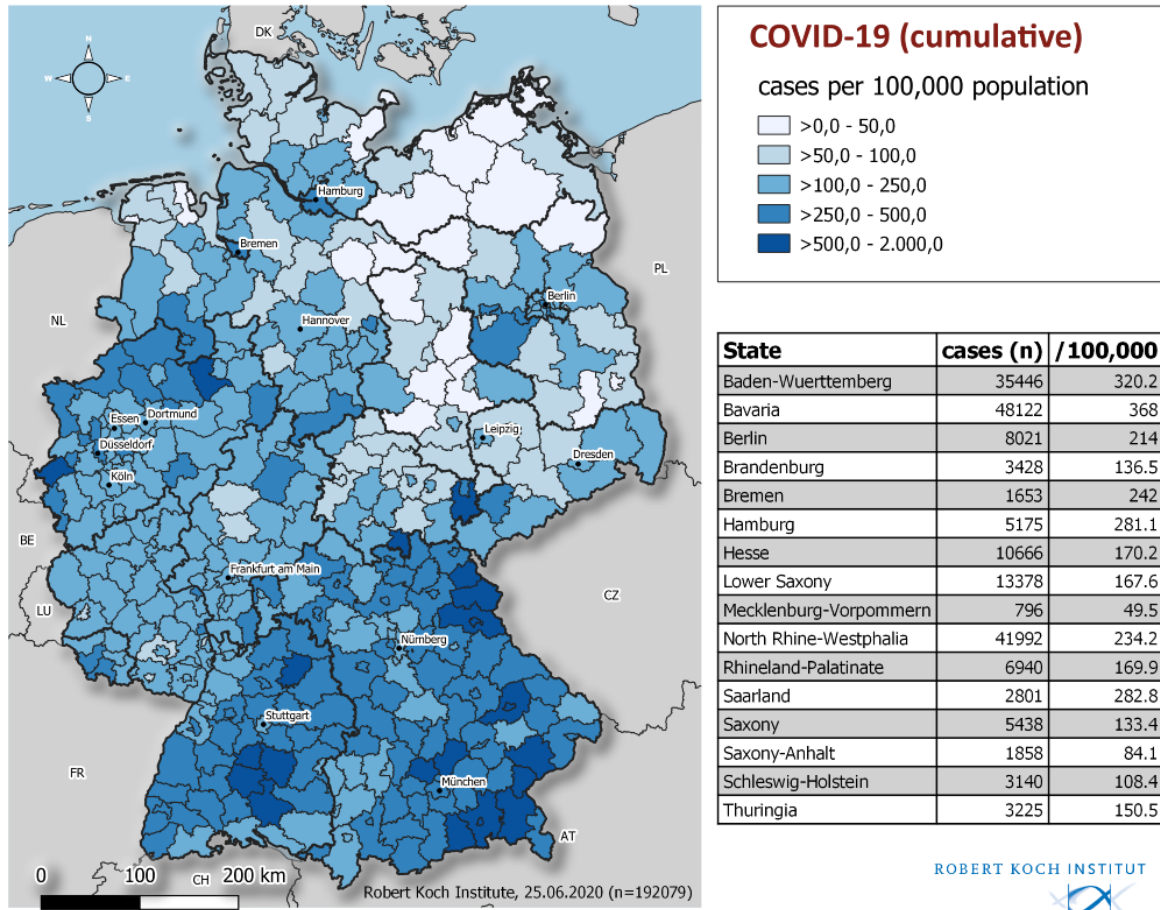 DK
N
W E
S
Hamburg
Bremen
PL
Berlin
NL
Hannover
Essen Dortmund
Düsseldorf
Leipzig
Köln
Dresden
BE
Frankfurt am Main
LU
CZ
Nürnberg
Stuttgart
FR
München
AT
0 100 200 km
CH
Robert Koch Institute, 25.06.2020 (n=192079)
COVID-19 (cumulative)
cases per 100,000 population
>0,0 - 50,0
>50,0 - 100,0
>100,0 - 250,0
>250,0 - 500,0
>500,0 - 2.000,0
State cases (n) /100,000
Baden-Wuerttemberg 35446 320.2
Bavaria 48122 368
Berlin 8021 214
Brandenburg 3428 136.5
Bremen 1653 242
Hamburg 5175 281.1
Hesse 10666 170.2
Lower Saxony 13378 167.6
Mecklenburg-Vorpommern 796 49.5
North Rhine-Westphalia 41992 234.2
Rhineland-Palatinate 6940 169.9
Saarland 2801 282.8
Saxony 5438 133.4
Saxony-Anhalt 1858 84.1
Schleswig-Holstein 3140 108.4
Thuringia 3225 150.5
ROBERT KOCH INSTITUT